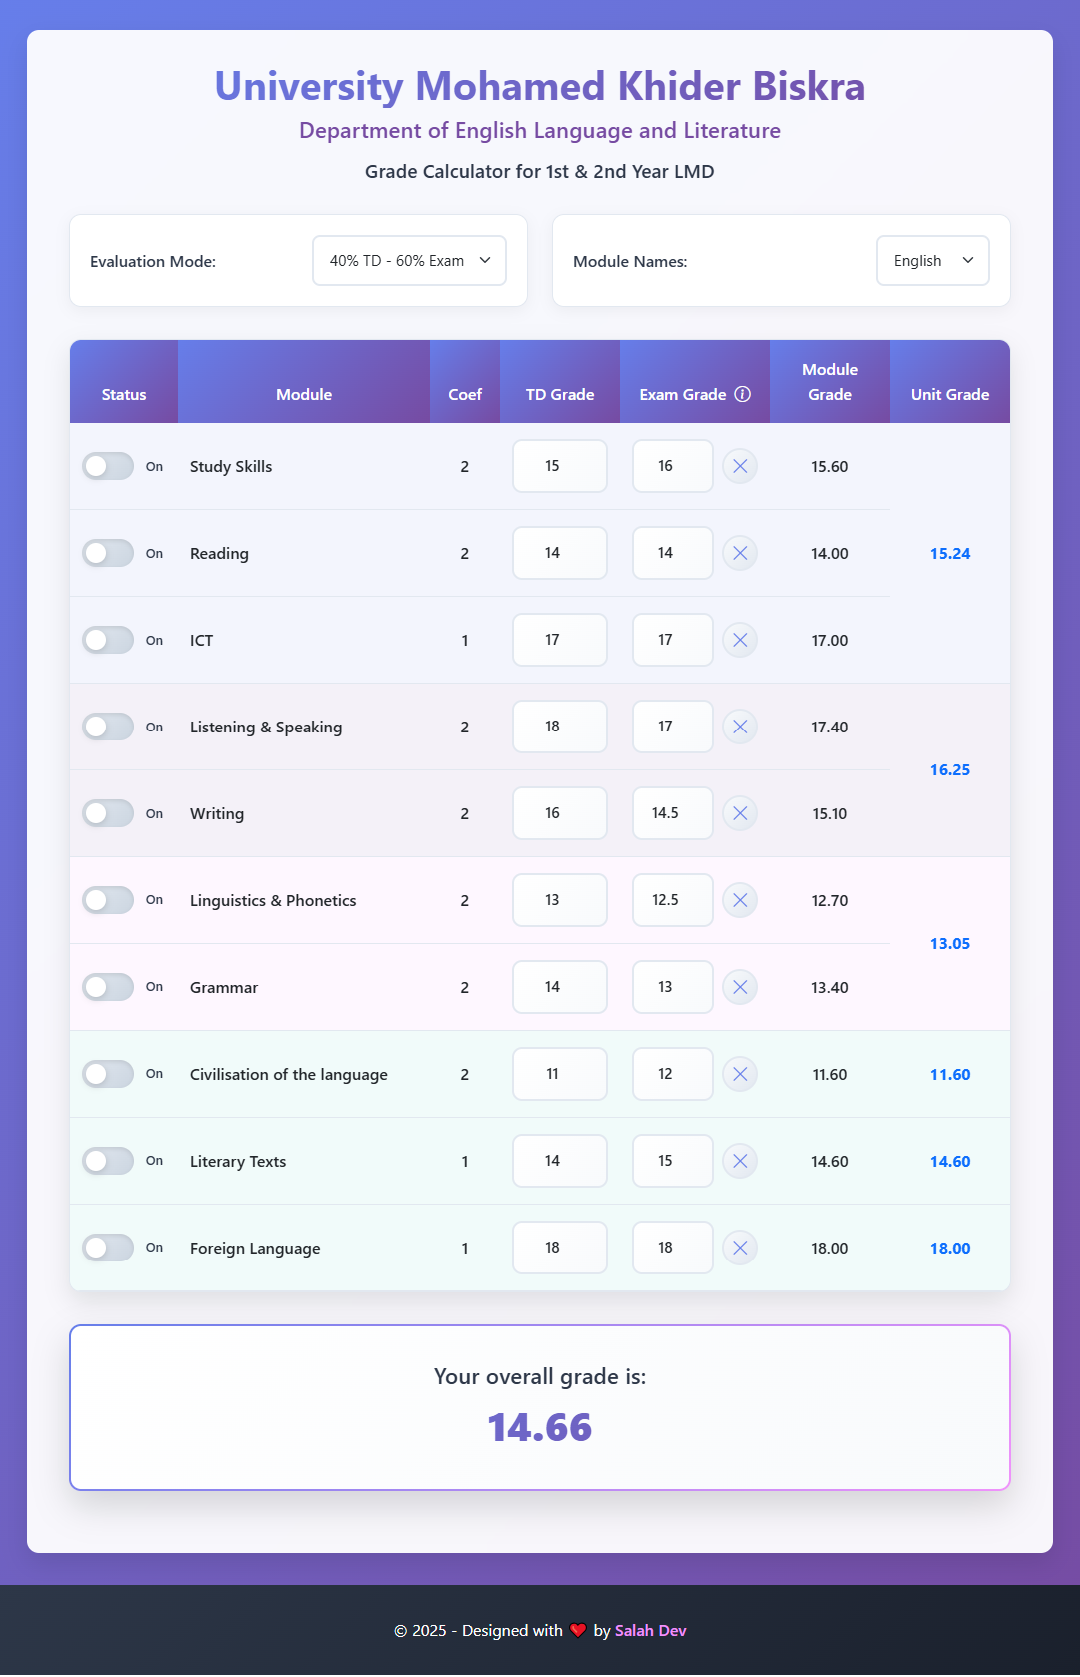 University Mohamed Khider Biskra
Department of English Language and Literature
Grade Calculator for 1st & 2nd Year LMD
Evaluation Mode: 40% TD - 60% Exam
Module Names: English
Status Module Coef TD Grade Exam Grade Module Grade Unit Grade
On Study Skills 2 15 16 15.60
On Reading 2 14 14 14.00 15.24
On ICT 1 17 17 17.00
On Listening & Speaking 2 18 17 17.40
16.25
On Writing 2 16 14.5 15.10
On Linguistics & Phonetics 2 13 12.5 12.70
13.05
On Grammar 2 14 13 13.40
On Civilisation of the language 2 11 12 11.60 11.60
On Literary Texts 1 14 15 14.60 14.60
On Foreign Language 1 18 18 18.00 18.00
Your overall grade is:
14.66
© 2025 - Designed with ❤️ by Salah Dev